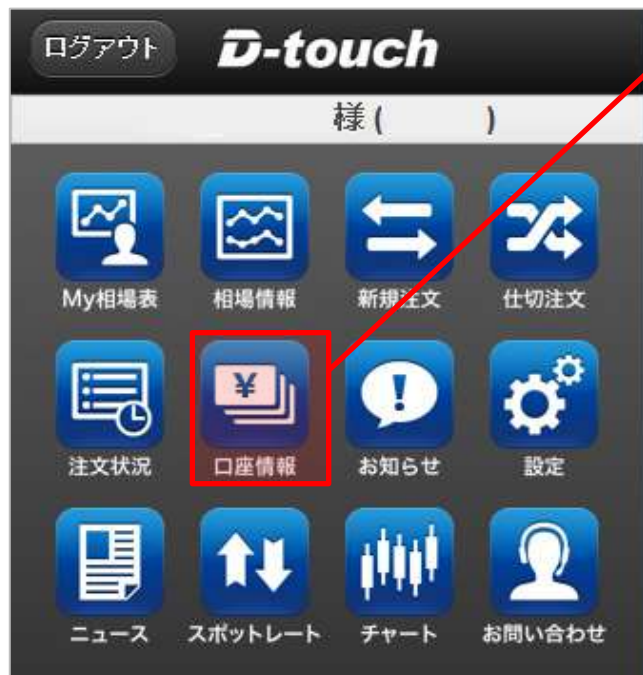 ログアウト D-touch
様 ( )
My相場表 相場情報 新規注文 仕切注文
¥
注文状況 口座情報 お知らせ 設定
ニュース スポットレート チャート お問い合わせ